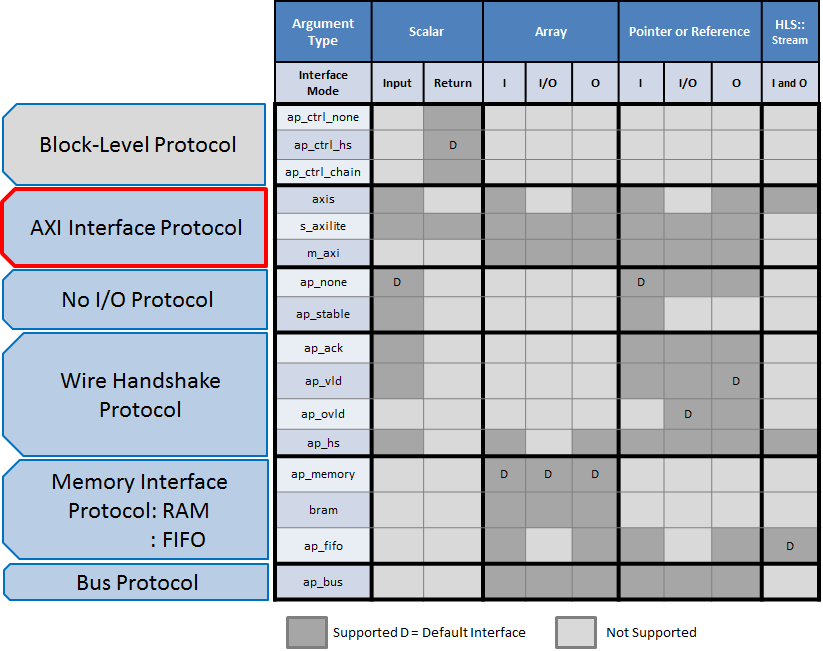 Argument Type Scalar Array Pointer or Reference HLS:: Stream
Interface Mode Input Return I I/O O I I/O O I and O
Block-Level Protocol
ap_ctrl_none
ap_ctrl_hs D
ap_ctrl_chain
AXI Interface Protocol
axis
s_axilite
m_axi
No I/O Protocol
ap_none D D
ap_stable
Wire Handshake
Protocol
ap_ack
ap_vld D
ap_ovld D
ap_hs
Memory Interface
Protocol: RAM
: FIFO
ap_memory D D D
bram
ap_fifo D
Bus Protocol
ap_bus
Supported D = Default Interface Not Supported